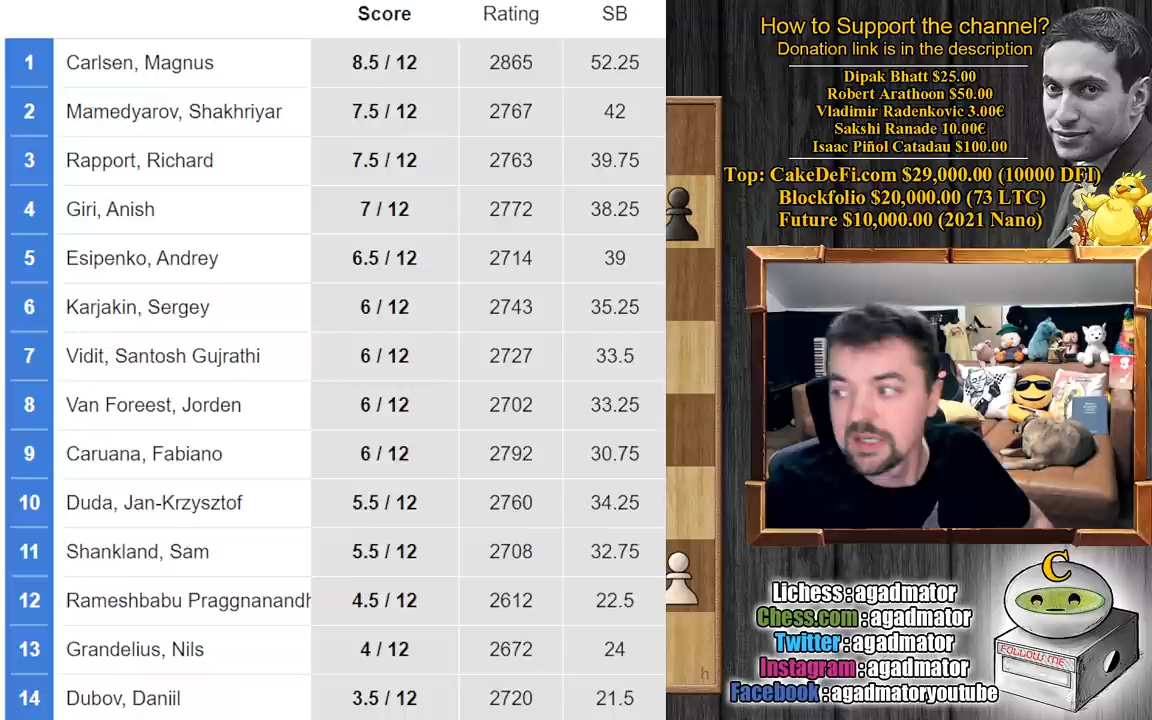 Score Rating SB
1 Carlsen, Magnus 8.5 / 12 2865 52.25
2 Mamedyarov, Shakhriyar 7.5 / 12 2767 42
3 Rapport, Richard 7.5 / 12 2763 39.75
4 Giri, Anish 7 / 12 2772 38.25
5 Esipenko, Andrey 6.5 / 12 2714 39
6 Karjakin, Sergey 6 / 12 2743 35.25
7 Vidit, Santosh Gujrathi 6 / 12 2727 33.5
8 Van Foreest, Jorden 6 / 12 2702 33.25
9 Caruana, Fabiano 6 / 12 2792 30.75
10 Duda, Jan-Krzysztof 5.5 / 12 2760 34.25
11 Shankland, Sam 5.5 / 12 2708 32.75
12 Rameshbabu Praggnanandh 4.5 / 12 2612 22.5
13 Grandelius, Nils 4 / 12 2672 24
14 Dubov, Daniil 3.5 / 12 2720 21.5
h
How to Support the channel?
Donation link is in the description
Dipak Bhatt $25.00
Robert Arathoon $50.00
Vladimir Radenkovic 3.00€
Sakshi Ranade 10.00€
Isaac Piñol Catadau $100.00
Top: CakeDeFi.com $29,000.00 (10000 DFI)
Blockfolio $20,000.00 (73 LTC)
Future $10,000.00 (2021 Nano)
Lichess : agadmator
Chess.com : agadmator
Twitter : agadmator
Instagram : agadmator
Facebook : agadmatoryoutube
C
FOLLOW ME